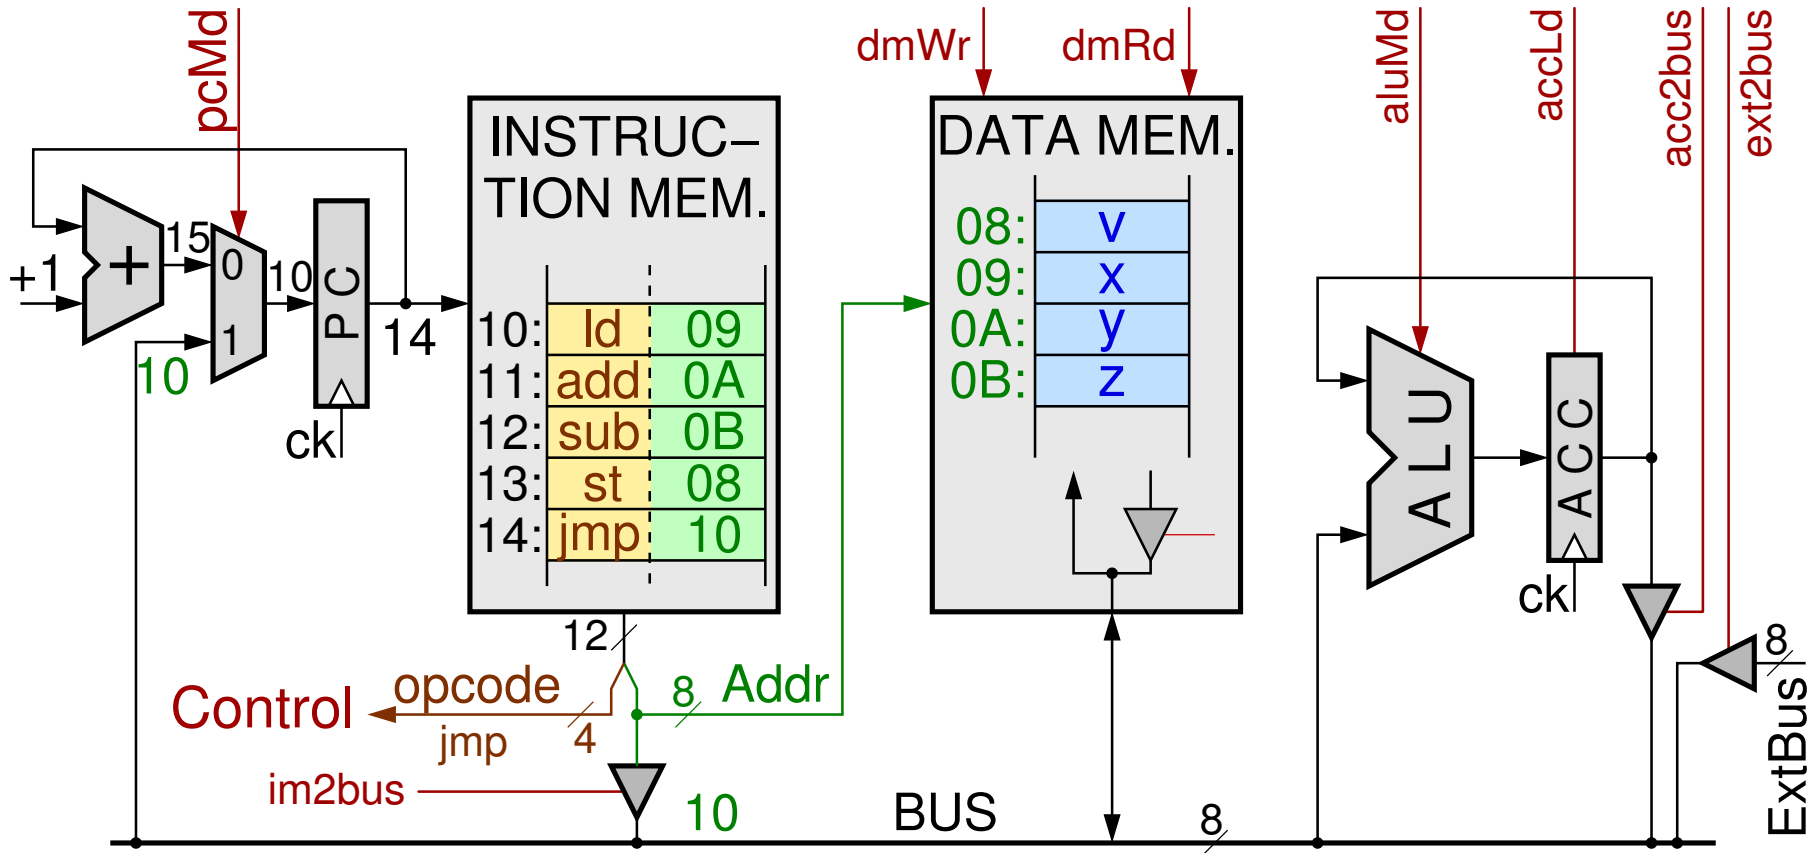 pcMd
dmWr
dmRd
aluMd
accLd
acc2bus
ext2bus
INSTRUC–
TION MEM.
DATA MEM.
+1
+
15
0
1
10
10
PC
14
ck
10: ld 09
11: add 0A
12: sub 0B
13: st 08
14: jmp 10
08: v
09: x
0A: y
0B: z
ALU
ACC
ck
12
Control
opcode
jmp
4
8
Addr
im2bus
10
BUS
8
8
ExtBus